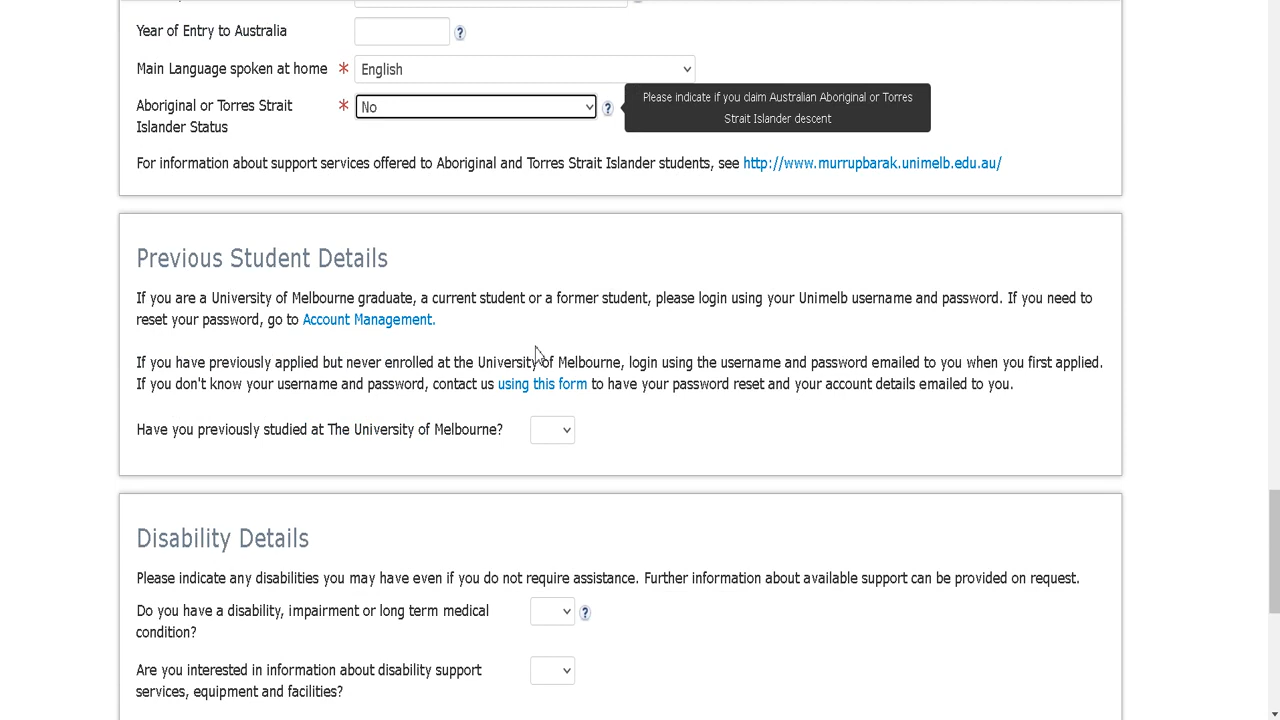 Year of Entry to Australia
Main Language spoken at home * English
Aboriginal or Torres Strait Islander Status * No
Please indicate if you claim Australian Aboriginal or Torres
Strait Islander descent
For information about support services offered to Aboriginal and Torres Strait Islander students, see http://www.murrupbarak.unimelb.edu.au/
Previous Student Details
If you are a University of Melbourne graduate, a current student or a former student, please login using your Unimelb username and password. If you need to
reset your password, go to Account Management.
If you have previously applied but never enrolled at the University of Melbourne, login using the username and password emailed to you when you first applied.
If you don't know your username and password, contact us using this form to have your password reset and your account details emailed to you.
Have you previously studied at The University of Melbourne?
Disability Details
Please indicate any disabilities you may have even if you do not require assistance. Further information about available support can be provided on request.
Do you have a disability, impairment or long term medical
condition?
Are you interested in information about disability support
services, equipment and facilities?